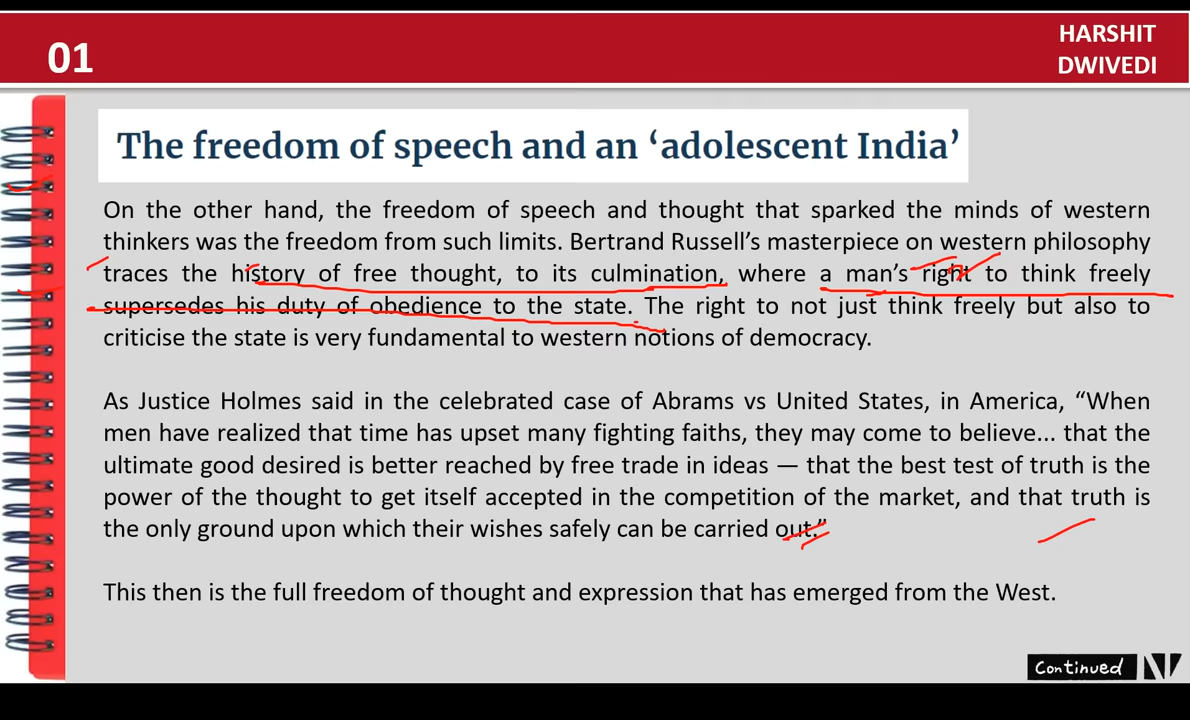 01
HARSHIT
DWIVEDI
The freedom of speech and an ‘adolescent India’
On the other hand, the freedom of speech and thought that sparked the minds of western
thinkers was the freedom from such limits. Bertrand Russell’s masterpiece on western philosophy
traces the history of free thought, to its culmination, where a man’s right to think freely
supersedes his duty of obedience to the state. The right to not just think freely but also to
criticise the state is very fundamental to western notions of democracy.
As Justice Holmes said in the celebrated case of Abrams vs United States, in America, “When
men have realized that time has upset many fighting faiths, they may come to believe... that the
ultimate good desired is better reached by free trade in ideas — that the best test of truth is the
power of the thought to get itself accepted in the competition of the market, and that truth is
the only ground upon which their wishes safely can be carried out.”
This then is the full freedom of thought and expression that has emerged from the West.
Continued